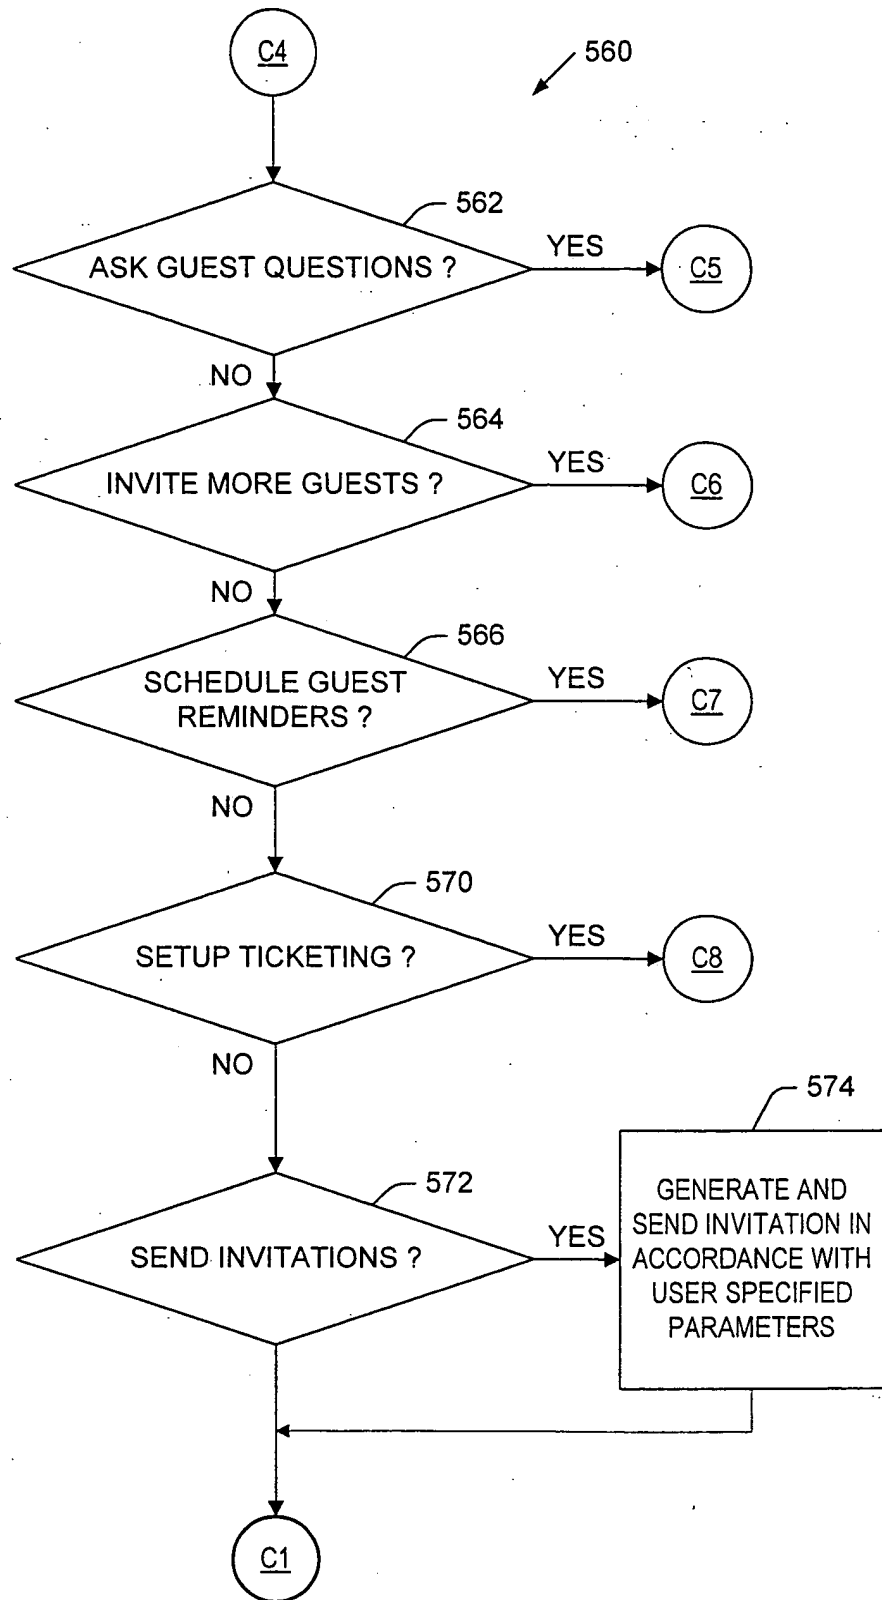 C4
560
562
ASK GUEST QUESTIONS ?
YES
C5
NO
564
INVITE MORE GUESTS ?
YES
C6
NO
566
SCHEDULE GUEST
REMINDERS ?
YES
C7
NO
570
SETUP TICKETING ?
YES
C8
NO
572
SEND INVITATIONS ?
YES
574
GENERATE AND
SEND INVITATION IN
ACCORDANCE WITH
USER SPECIFIED
PARAMETERS
C1